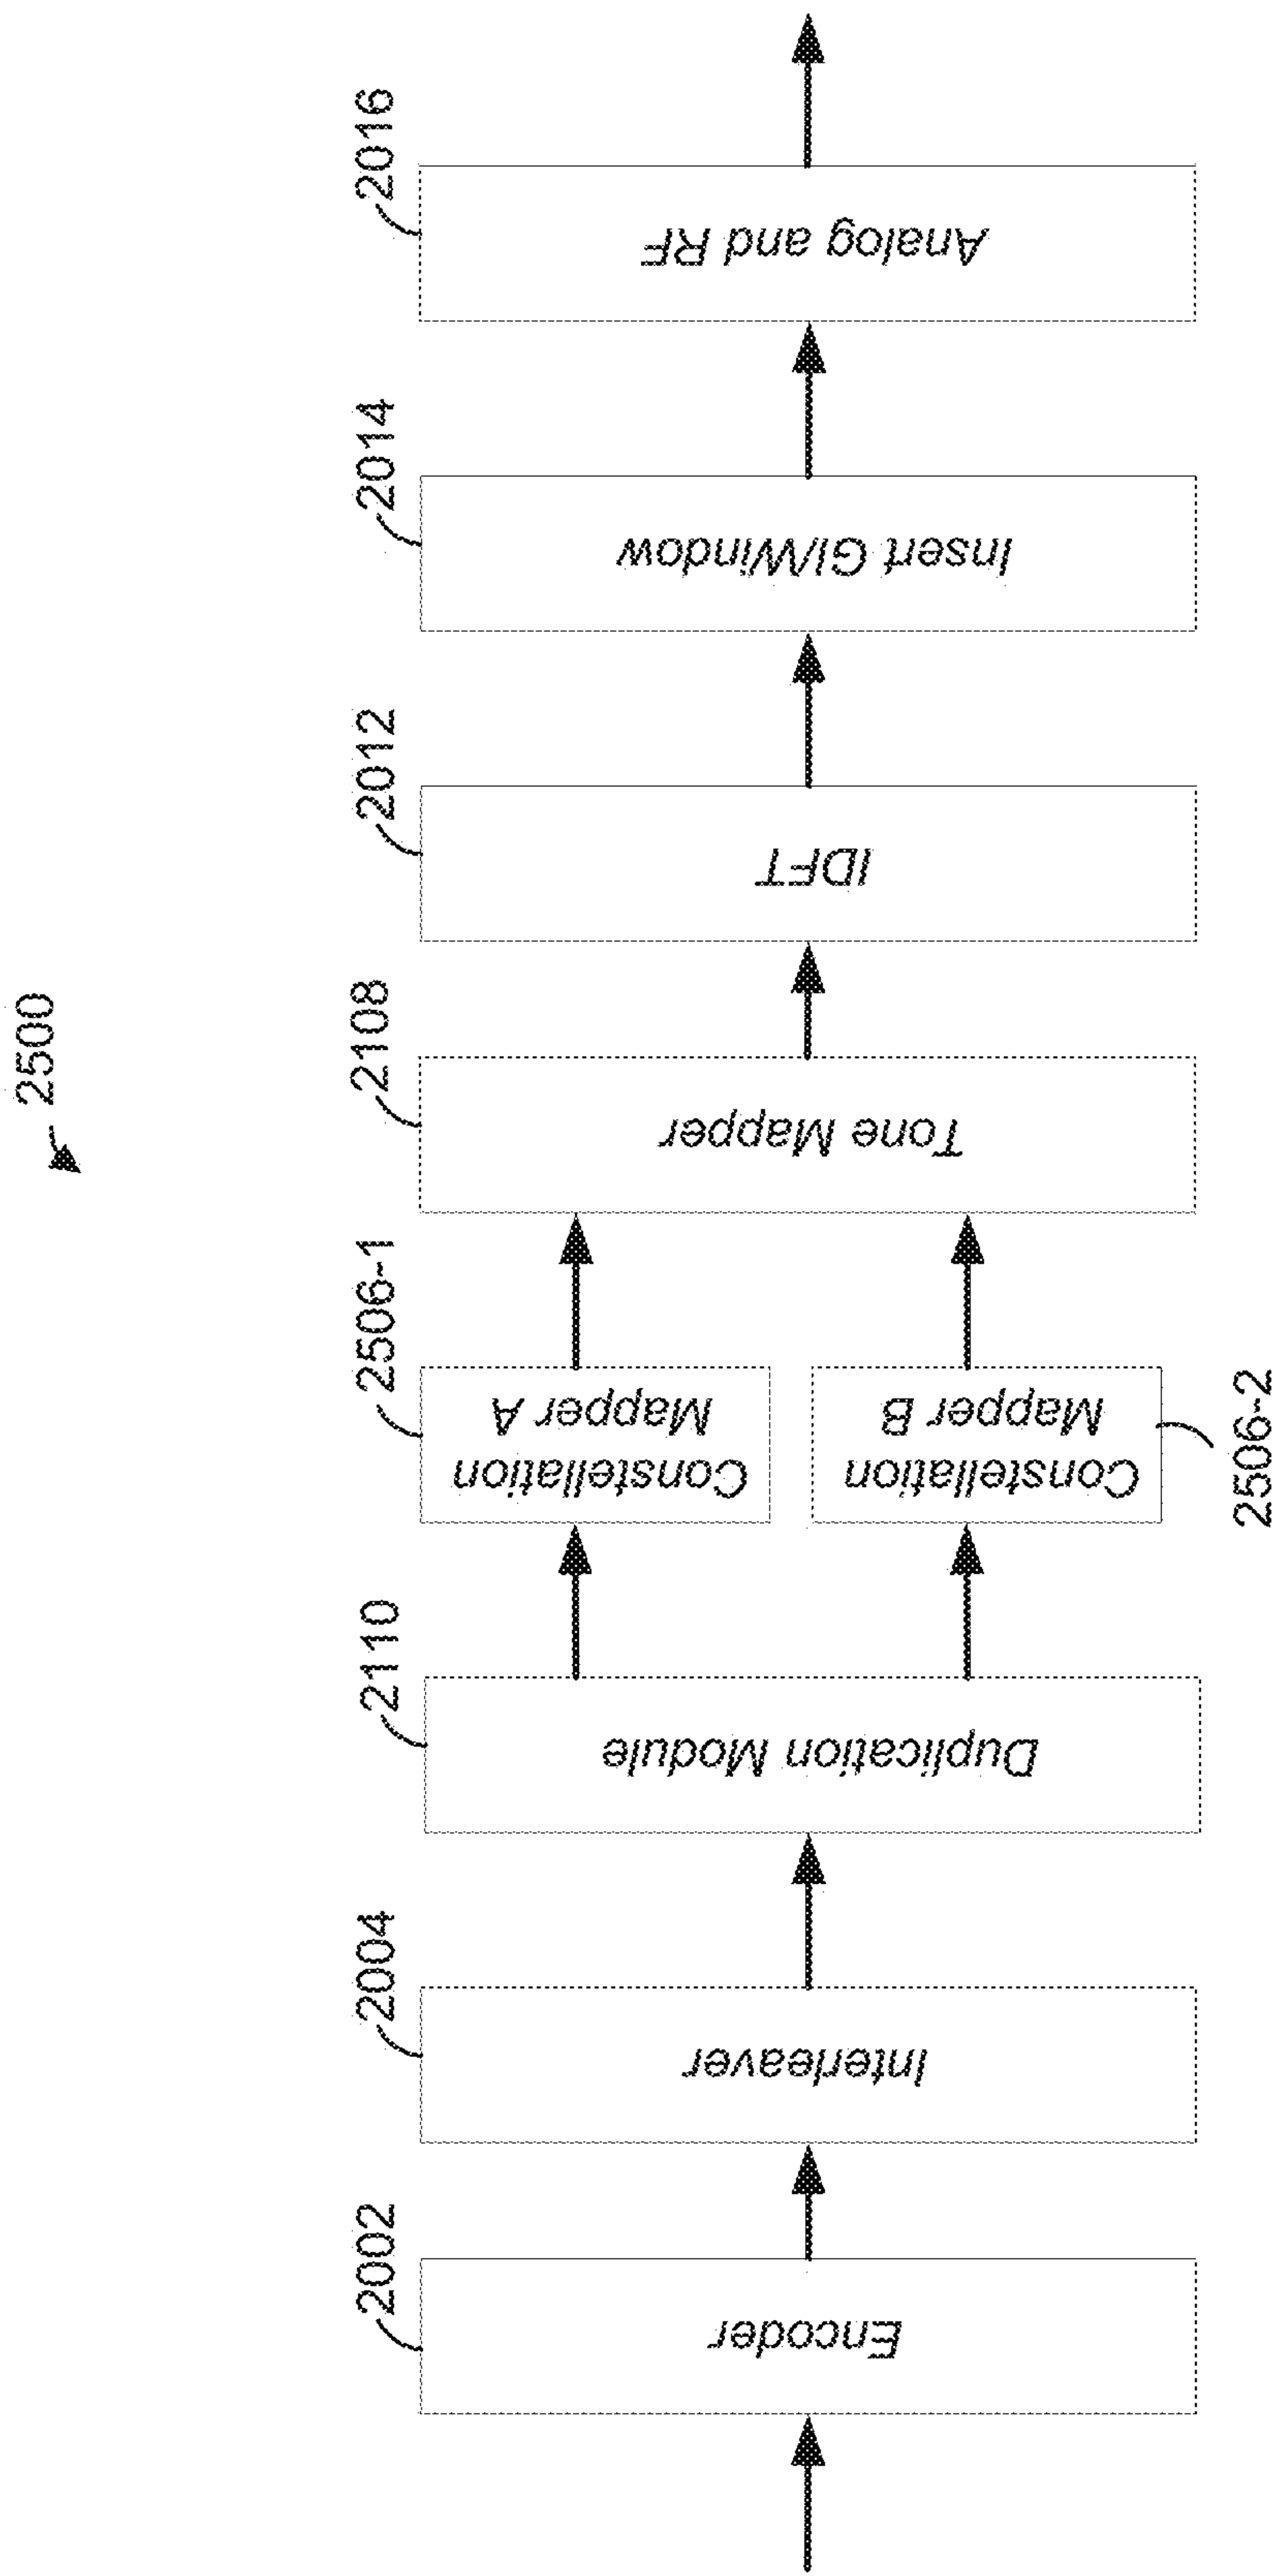 2500
2002
Encoder
2004
Interleaver
2110
Duplication Module
2506-1
Constellation
Mapper A
Constellation
Mapper B
2506-2
2108
Tone Mapper
2012
IDFT
2014
Insert GI/Window
2016
Analog and RF